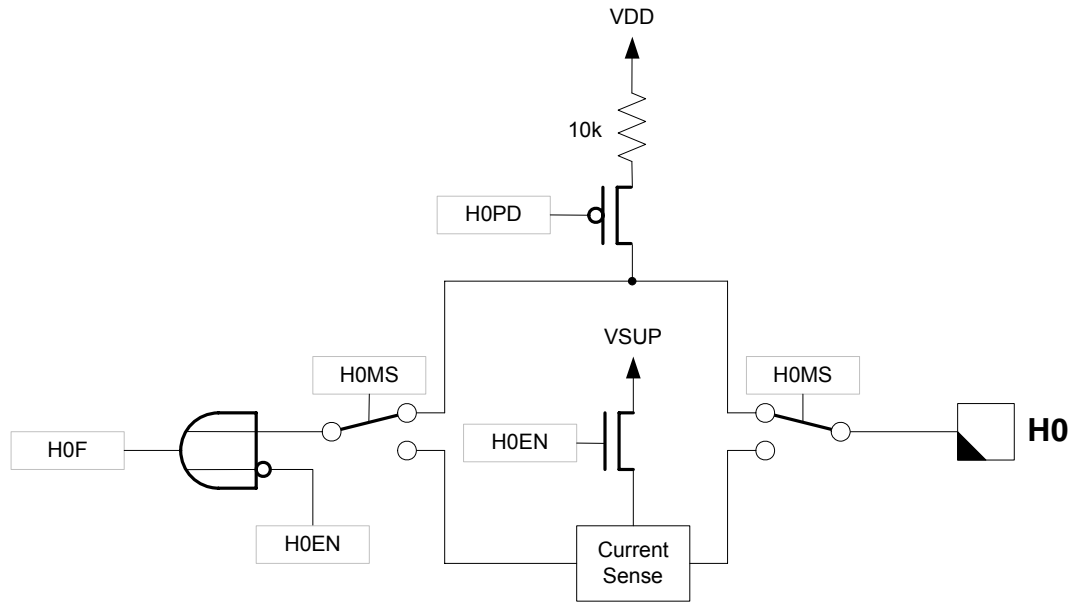 VDD
10k
H0PD
VSUP
H0MS
H0MS
H0F
H0EN
H0
H0EN
Current
Sense